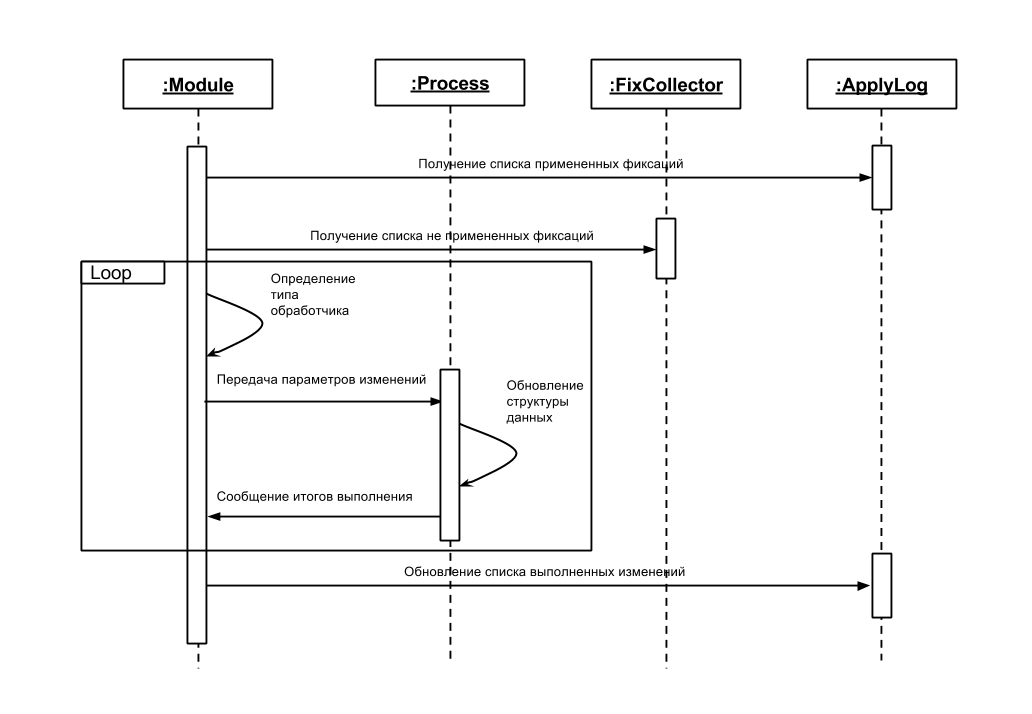 :Module
:Process
:FixCollector
:ApplyLog
Получение списка примененных фиксаций
Получение списка не примененных фиксаций
Loop
Определение
типа
обработчика
Передача параметров изменений
Обновление
структуры
данных
Сообщение итогов выполнения
Обновление списка выполненных изменений